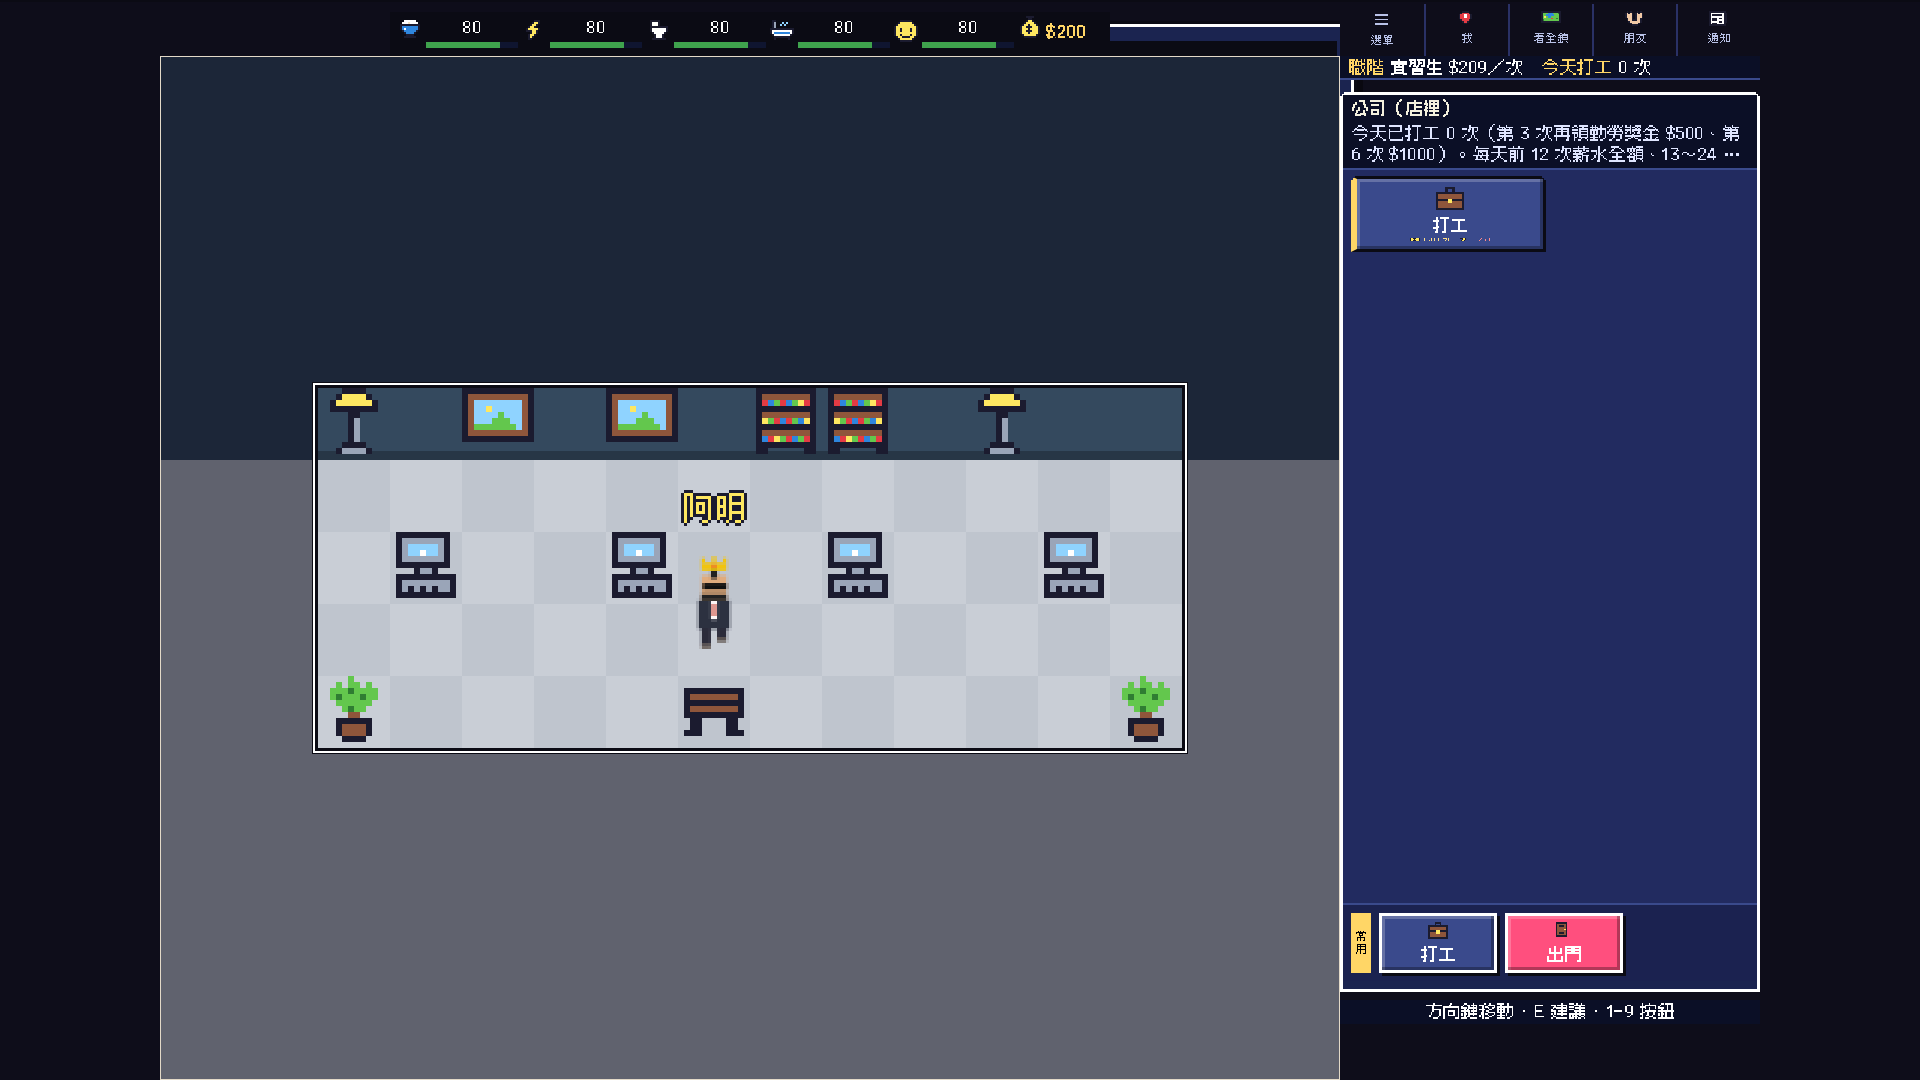 80 80 80 80 80 $200
選單 我 看全鎮 朋友 通知
職階 實習生 $209／次 今天打工 0 次
公司（店裡）
今天已打工 0 次（第 3 次再領勤勞獎金 $500、第
6 次 $1000）。每天前 12 次薪水全額、13～24 …
打工
阿明
常用
打工
出門
方向鍵移動 · E 建議 · 1-9 按鈕